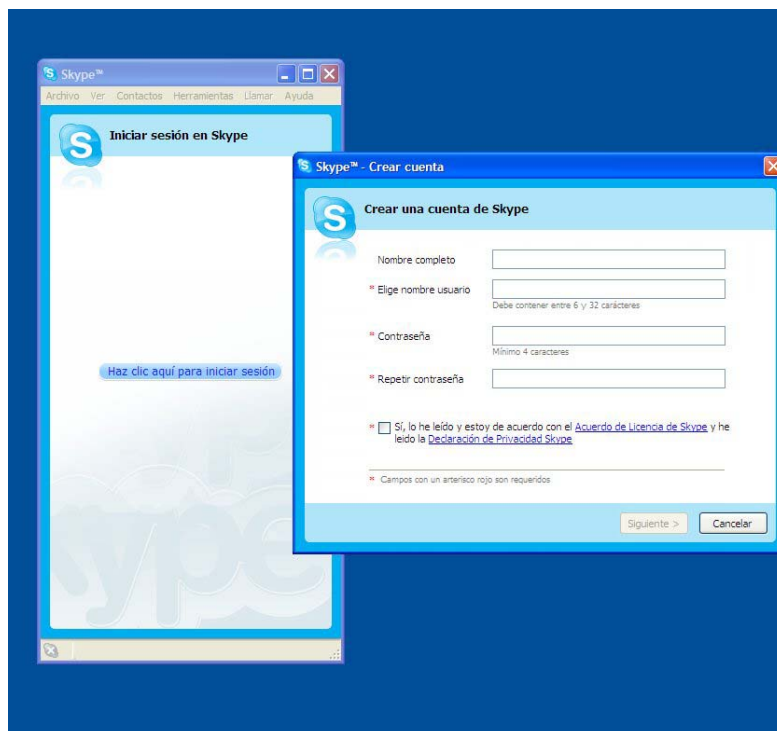 Skype™
Archivo Ver Contactos Herramientas Llamar Ayuda
Iniciar sesión en Skype
Haz clic aquí para iniciar sesión
Skype™ - Crear cuenta
Crear una cuenta de Skype
Nombre completo
* Elige nombre usuario
Debe contener entre 6 y 32 carácteres
* Contraseña
Mínimo 4 caracteres
* Repetir contraseña
* Sí, lo he leído y estoy de acuerdo con el Acuerdo de Licencia de Skype y he
leido la Declaración de Privacidad Skype
* Campos con un arterisco rojo son requeridos
Siguiente > Cancelar